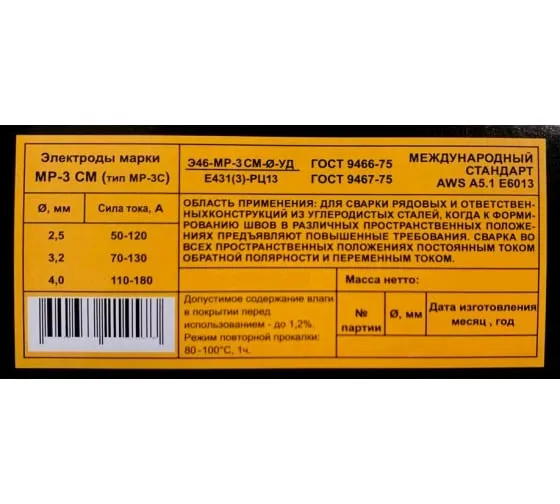 Электроды марки
МР-3 СМ (тип МР-3С)
Ø, мм Сила тока, А
2,5 50-120
3,2 70-130
4,0 110-180
Э46-МР-3 СМ-Ø-УД
Е431(3)-РЦ13
ГОСТ 9466-75
ГОСТ 9467-75
МЕЖДУНАРОДНЫЙ
СТАНДАРТ
AWS A5.1 E6013
ОБЛАСТЬ ПРИМЕНЕНИЯ: ДЛЯ СВАРКИ РЯДОВЫХ И ОТВЕТСТВЕН-
НЫХКОНСТРУКЦИЙ ИЗ УГЛЕРОДИСТЫХ СТАЛЕЙ, КОГДА К ФОРМИ-
РОВАНИЮ ШВОВ В РАЗЛИЧНЫХ ПРОСТРАНСТВЕННЫХ ПОЛОЖЕ-
НИЯХ ПРЕДЪЯВЛЯЮТ ПОВЫШЕННЫЕ ТРЕБОВАНИЯ. СВАРКА ВО
ВСЕХ ПРОСТРАНСТВЕННЫХ ПОЛОЖЕНИЯХ ПОСТОЯННЫМ ТОКОМ
ОБРАТНОЙ ПОЛЯРНОСТИ И ПЕРЕМЕННЫМ ТОКОМ.
Масса нетто:
Допустимое содержание влаги
в покрытии перед
использованием - до 1,2%.
Режим повторной прокалки:
80-100°С, 1ч.
№
партии
Ø, мм
Дата изготовления
месяц , год